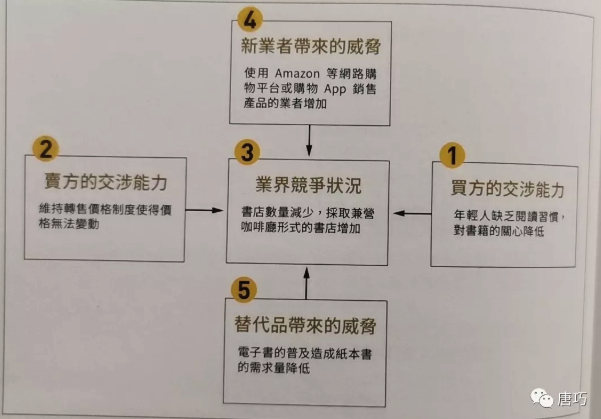 4
新業者帶來的威脅
使用 Amazon 等網路購
物平台或購物 App 銷售
產品的業者增加
2
賣方的交涉能力
維持轉售價格制度使得價
格無法變動
3
業界競爭狀況
書店數量減少，採取兼營
咖啡廳形式的書店增加
1
買方的交涉能力
年輕人缺乏閱讀習慣，
對書籍的關心降低
5
替代品帶來的威脅
電子書的普及造成紙本書
的需求量降低
唐巧